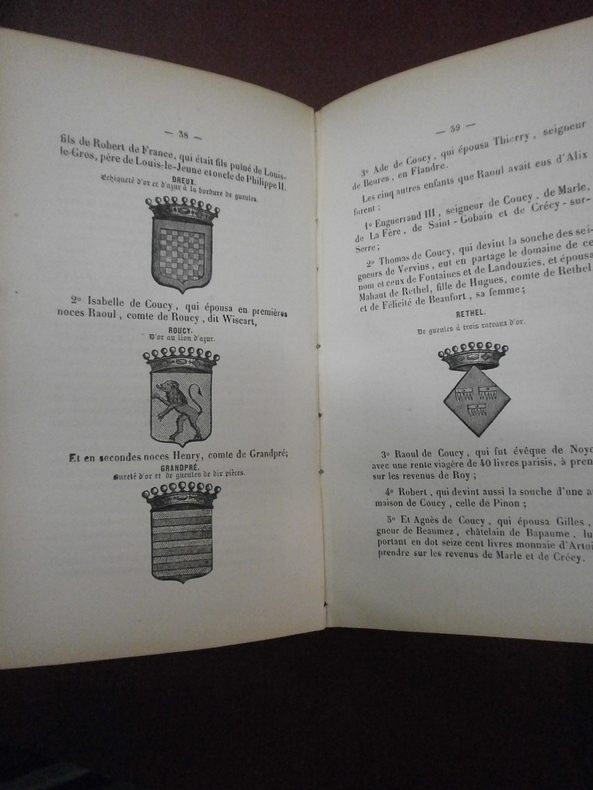 — 58 —
fils de Robert de France, qui était fils puîné de Louis-
le-Gros, père de Louis-le-Jeune et oncle de Philippe II.
DREUX.
Echiqueté d'or et d'azur à la bordure de gueules.
2º Isabelle de Coucy, qui épousa en premières
noces Raoul, comte de Roucy, dit Wiscart,
ROUCY.
D'or au lion d'azur.
Et en secondes noces Henry, comte de Grandpré;
GRANDPRÉ.
Bureté d'or et de gueules de dix pièces.
— 59 —
3º Ade de Coucy, qui épousa Thierry, seigneur
de Beures, en Flandre.
Les cinq autres enfants que Raoul avait eus d'Alix
furent :
1º Enguerrand III, seigneur de Coucy, de Marle,
de La Fère, de Saint-Gobain et de Crécy-sur-
Serre;
2º Thomas de Coucy, qui devint la souche des sei-
gneurs de Vervins, eut en partage le domaine de ce
nom et ceux de Fontaines et de Landouzies, et épousa
Mahaut de Rethel, fille de Hugues, comte de Rethel
et de Félicité de Beaufort, sa femme;
RETHEL.
De gueules à trois rateaux d'or.
3º Raoul de Coucy, qui fut évêque de Noyo
avec une rente viagère de 40 livres parisis, à pren
sur les revenus de Roy;
4º Robert, qui devint aussi la souche d'une a
maison de Coucy, celle de Pinon;
5º Et Agnès de Coucy, qui épousa Gilles,
gneur de Beaumez, châtelain de Bapaume, lu
portant en dot seize cent livres monnaie d'Artoi
prendre sur les revenus de Marle et de Crécy.